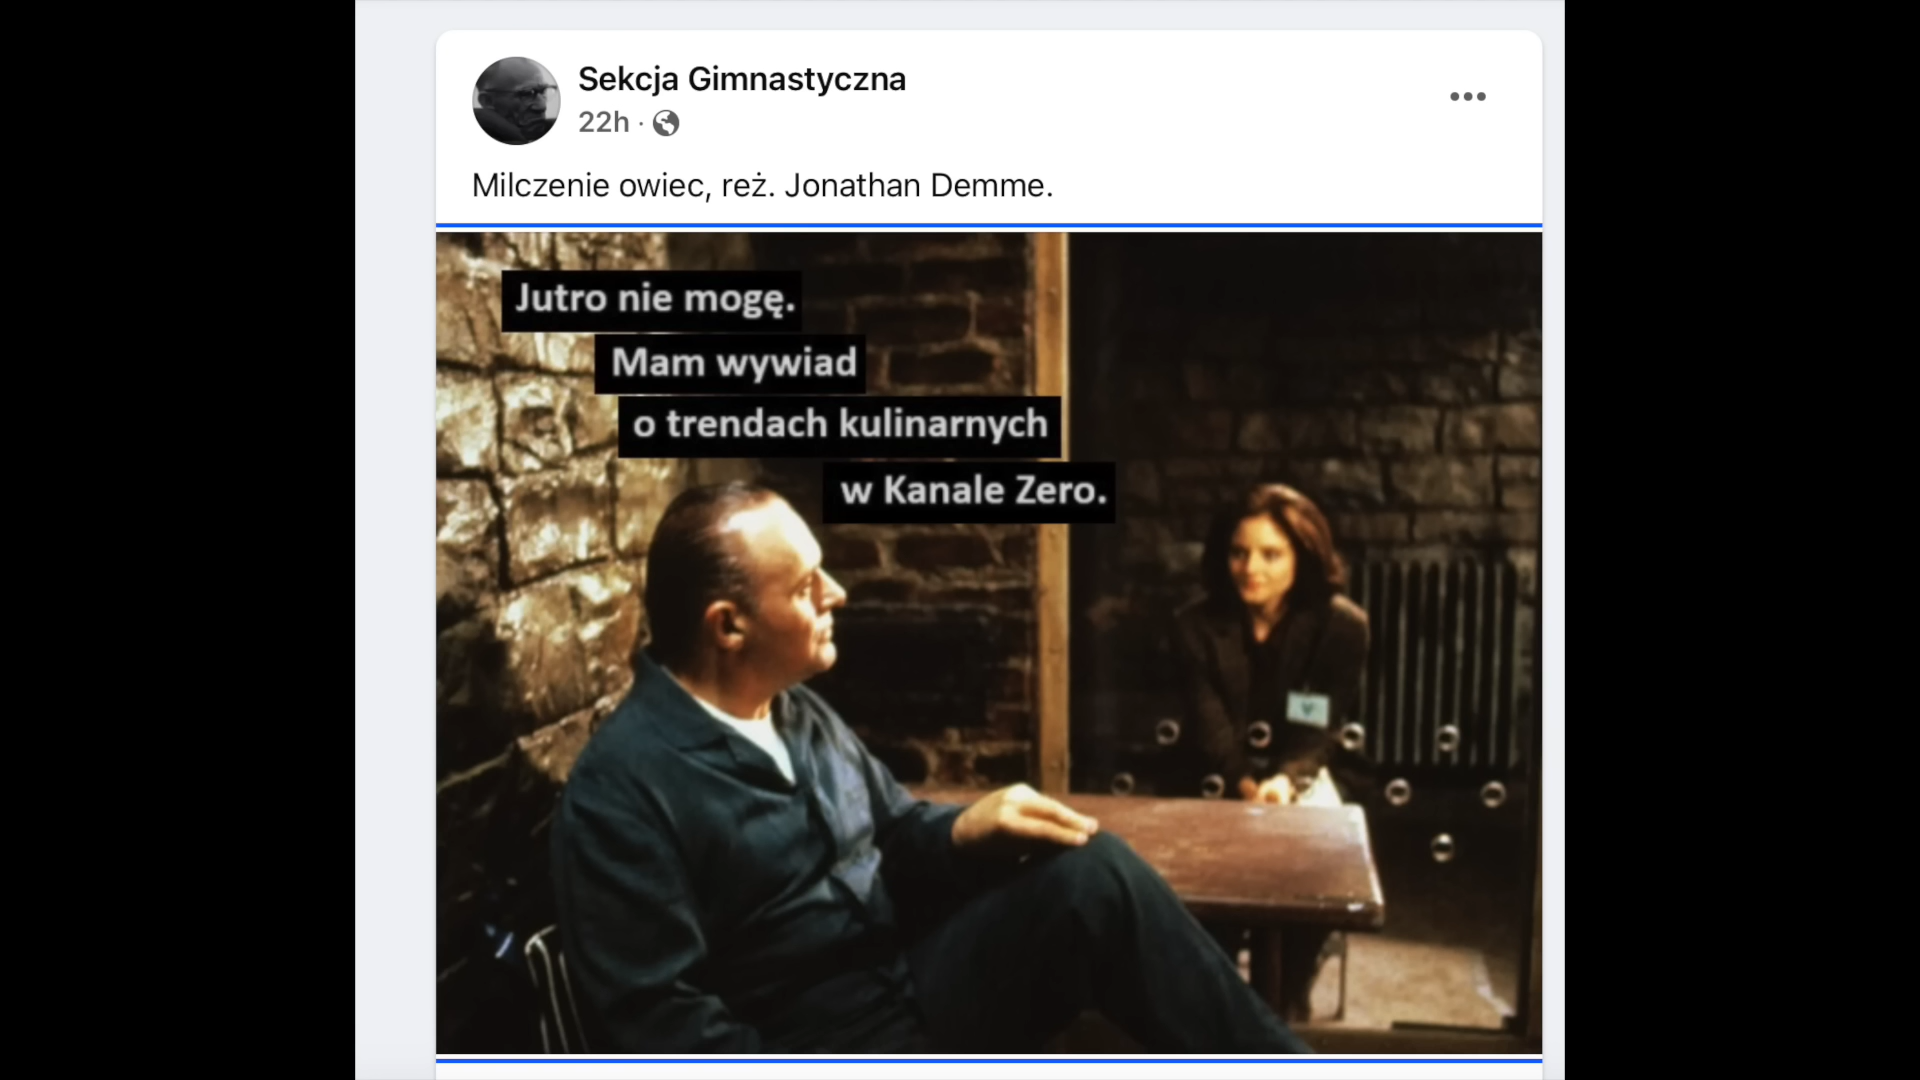 Sekcja Gimnastyczna
22h ·
Milczenie owiec, reż. Jonathan Demme.
Jutro nie mogę.
Mam wywiad
o trendach kulinarnych
w Kanale Zero.